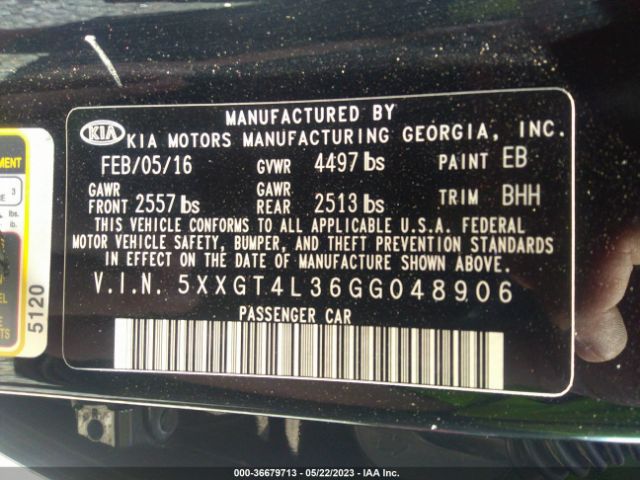 MANUFACTURED BY
KIA KIA MOTORS MANUFACTURING GEORGIA, INC.
FEB/05/16 GVWR 4497 lbs PAINT EB
GAWR FRONT 2557 lbs GAWR REAR 2513 lbs TRIM BHH
THIS VEHICLE CONFORMS TO ALL APPLICABLE U.S.A. FEDERAL
MOTOR VEHICLE SAFETY, BUMPER, AND THEFT PREVENTION STANDARDS
IN EFFECT ON THE DATE OF MANUFACTURE SHOWN ABOVE.
V.I.N. 5XXGT4L36GG048906
PASSENGER CAR
5120
lbs.
lb.
000-36679713 - 05/22/2023 - IAA Inc.